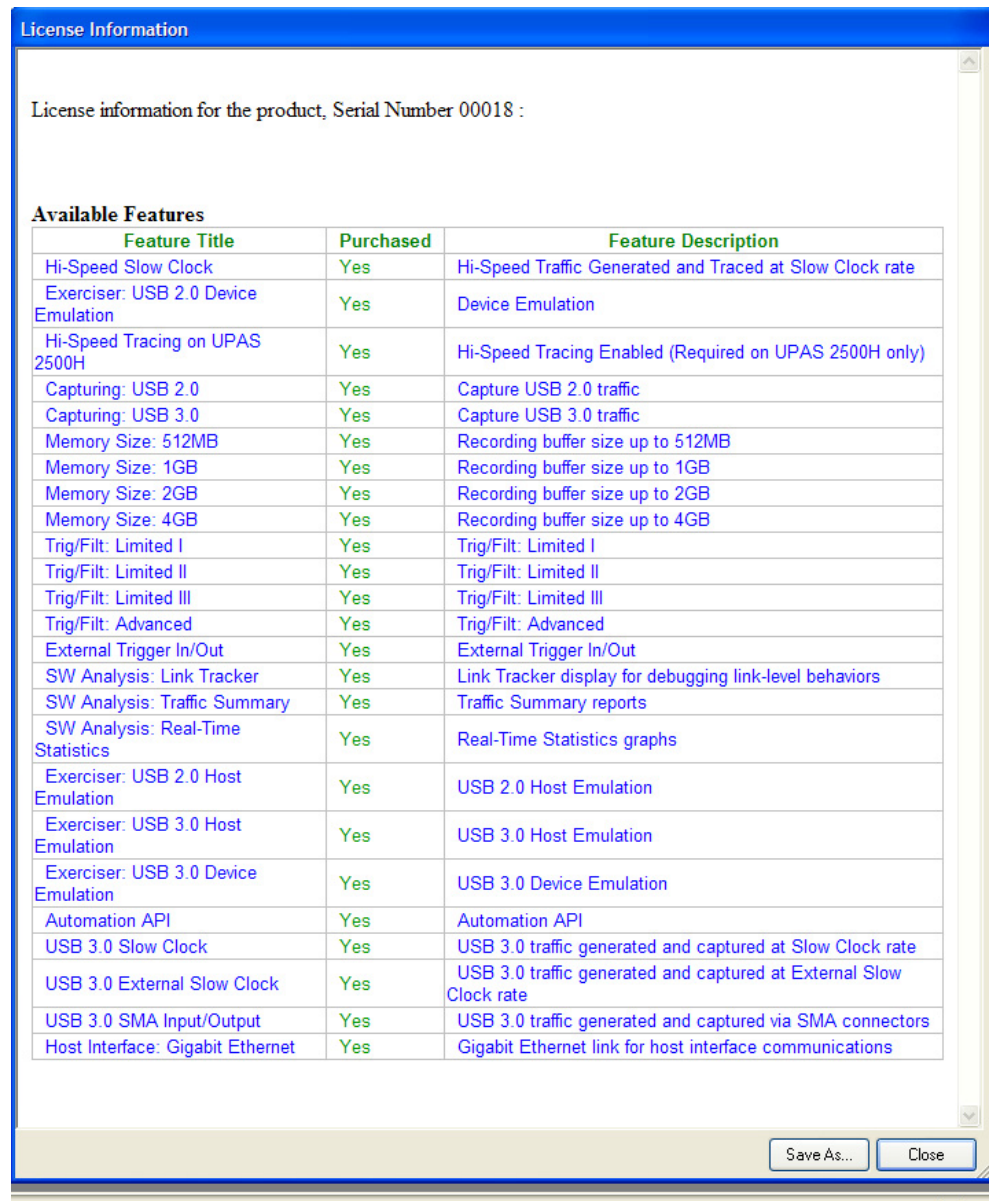 License Information
License information for the product, Serial Number 00018 :
Available Features
Feature Title Purchased Feature Description
Hi-Speed Slow Clock Yes Hi-Speed Traffic Generated and Traced at Slow Clock rate
Exerciser: USB 2.0 Device
Emulation Yes Device Emulation
Hi-Speed Tracing on UPAS
2500H Yes Hi-Speed Tracing Enabled (Required on UPAS 2500H only)
Capturing: USB 2.0 Yes Capture USB 2.0 traffic
Capturing: USB 3.0 Yes Capture USB 3.0 traffic
Memory Size: 512MB Yes Recording buffer size up to 512MB
Memory Size: 1GB Yes Recording buffer size up to 1GB
Memory Size: 2GB Yes Recording buffer size up to 2GB
Memory Size: 4GB Yes Recording buffer size up to 4GB
Trig/Filt: Limited I Yes Trig/Filt: Limited I
Trig/Filt: Limited II Yes Trig/Filt: Limited II
Trig/Filt: Limited III Yes Trig/Filt: Limited III
Trig/Filt: Advanced Yes Trig/Filt: Advanced
External Trigger In/Out Yes External Trigger In/Out
SW Analysis: Link Tracker Yes Link Tracker display for debugging link-level behaviors
SW Analysis: Traffic Summary Yes Traffic Summary reports
SW Analysis: Real-Time
Statistics Yes Real-Time Statistics graphs
Exerciser: USB 2.0 Host
Emulation Yes USB 2.0 Host Emulation
Exerciser: USB 3.0 Host
Emulation Yes USB 3.0 Host Emulation
Exerciser: USB 3.0 Device
Emulation Yes USB 3.0 Device Emulation
Automation API Yes Automation API
USB 3.0 Slow Clock Yes USB 3.0 traffic generated and captured at Slow Clock rate
USB 3.0 External Slow Clock Yes USB 3.0 traffic generated and captured at External Slow
Clock rate
USB 3.0 SMA Input/Output Yes USB 3.0 traffic generated and captured via SMA connectors
Host Interface: Gigabit Ethernet Yes Gigabit Ethernet link for host interface communications
Save As... Close